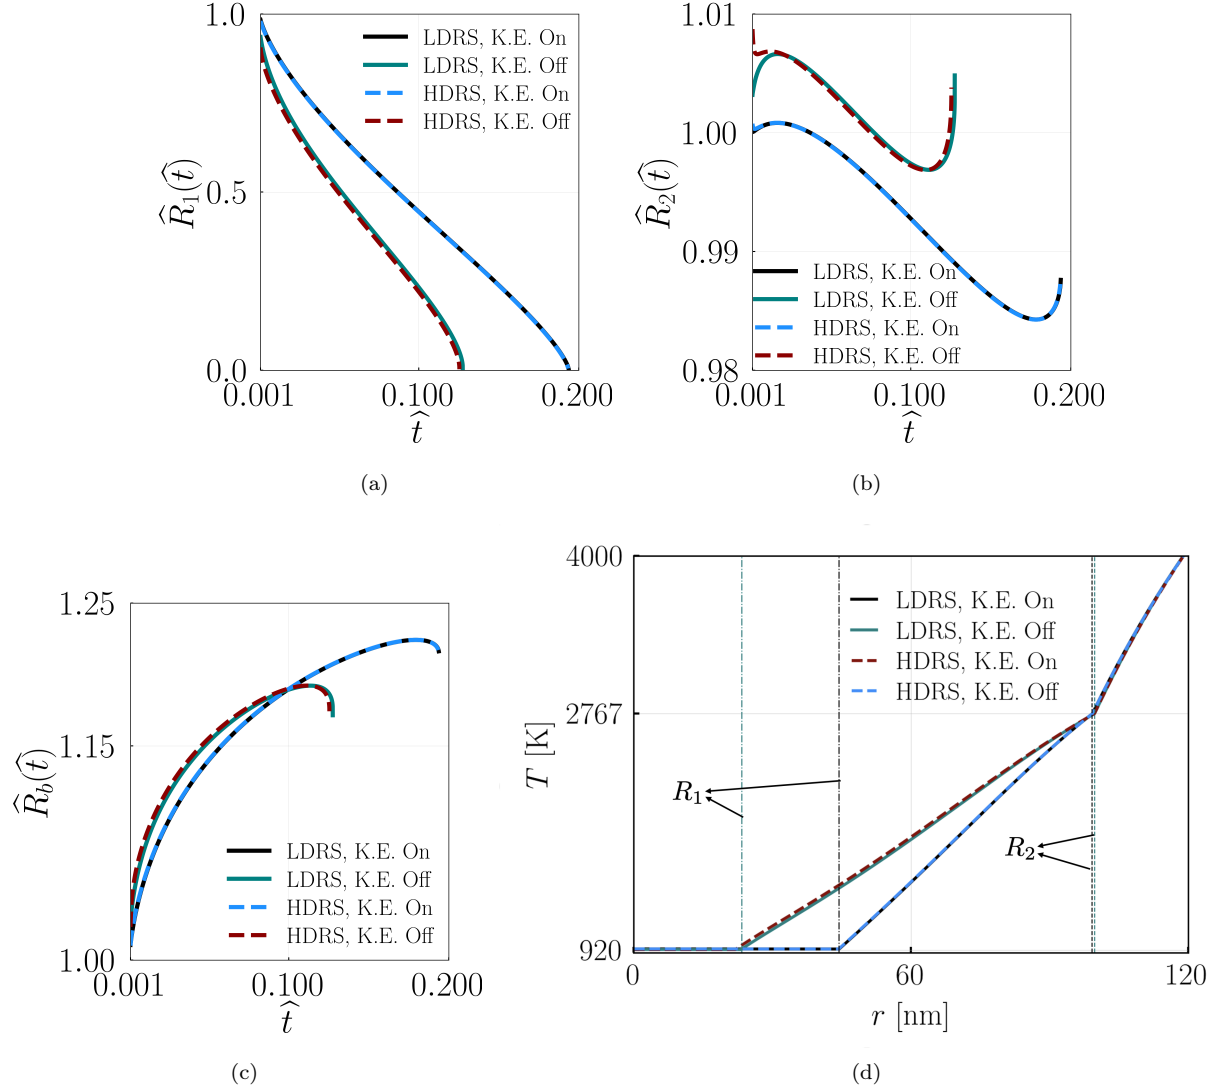 1.0
0.5
0.0
R̂₁(t̂)
0.001
0.100
0.200
t̂
LDRS, K.E. On
LDRS, K.E. Off
HDRS, K.E. On
HDRS, K.E. Off
(a)
1.01
1.00
0.99
0.98
R̂₂(t̂)
0.001
0.100
0.200
t̂
LDRS, K.E. On
LDRS, K.E. Off
HDRS, K.E. On
HDRS, K.E. Off
(b)
1.25
1.15
1.00
R̂_b(t̂)
0.001
0.100
0.200
t̂
LDRS, K.E. On
LDRS, K.E. Off
HDRS, K.E. On
HDRS, K.E. Off
(c)
4000
2767
920
T [K]
0
60
120
r [nm]
LDRS, K.E. On
LDRS, K.E. Off
HDRS, K.E. On
HDRS, K.E. Off
R₁
R₂
(d)